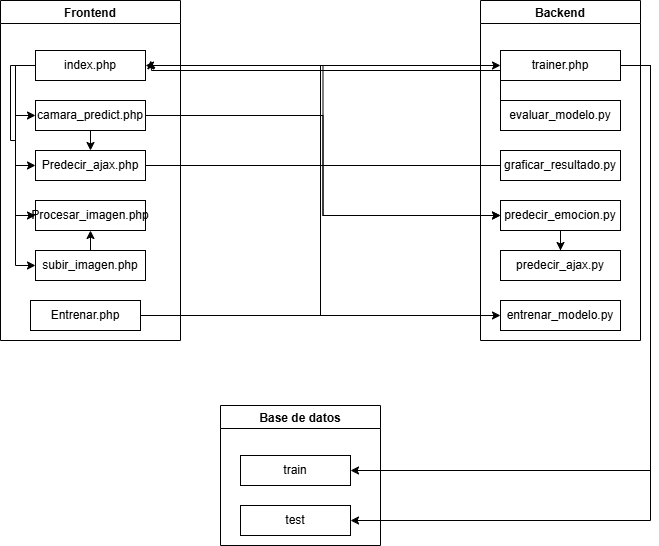 Frontend
index.php
camara_predict.php
Predecir_ajax.php
Procesar_imagen.php
subir_imagen.php
Entrenar.php
Backend
trainer.php
evaluar_modelo.py
graficar_resultado.py
predecir_emocion.py
predecir_ajax.py
entrenar_modelo.py
Base de datos
train
test